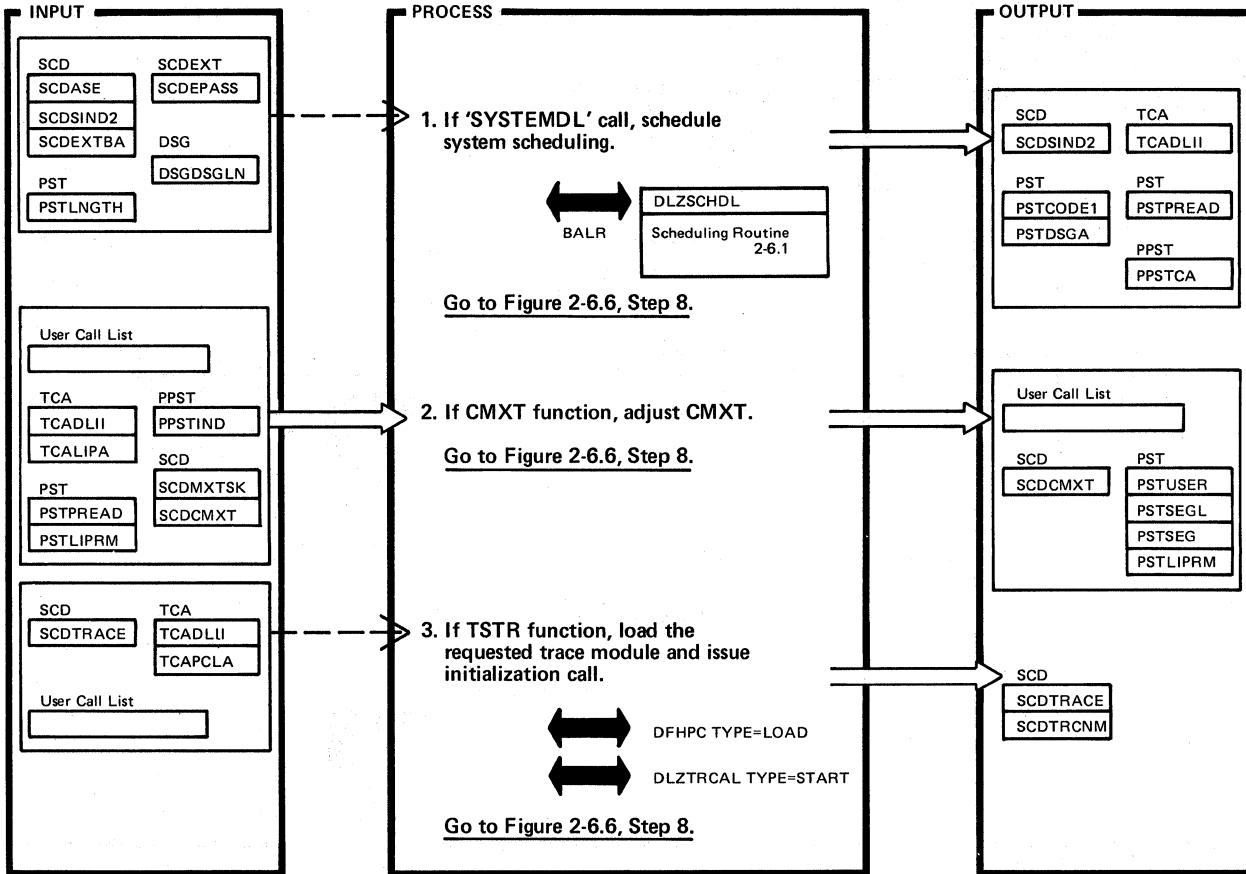 INPUT
SCD
SCDASE
SCDSIND2
SCDEXTBA
SCDEXT
SCDEPASS
DSG
DSGDSGLN
PST
PSTLNGTH
User Call List
TCA
TCADLII
TCALIPA
PPST
PPSTIND
SCD
SCDMXTSK
SCDCMXT
PST
PSTPREAD
PSTLIPRM
SCD
SCDTRACE
TCA
TCADLII
TCAPCLA
User Call List
PROCESS
1. If 'SYSTEMDL' call, schedule
system scheduling.
BALR
DLZSCHDL
Scheduling Routine
2-6.1
Go to Figure 2-6.6, Step 8.
2. If CMXT function, adjust CMXT.
Go to Figure 2-6.6, Step 8.
3. If TSTR function, load the
requested trace module and issue
initialization call.
DFHPC TYPE=LOAD
DLZTRCAL TYPE=START
Go to Figure 2-6.6, Step 8.
OUTPUT
SCD
SCDSIND2
TCA
TCADLII
PST
PSTCODE1
PSTDSGA
PST
PSTPREAD
PPST
PPSTCA
User Call List
SCD
SCDCMXT
PST
PSTUSER
PSTSEGL
PSTSEG
PSTLIPRM
SCD
SCDTRACE
SCDTRCNM